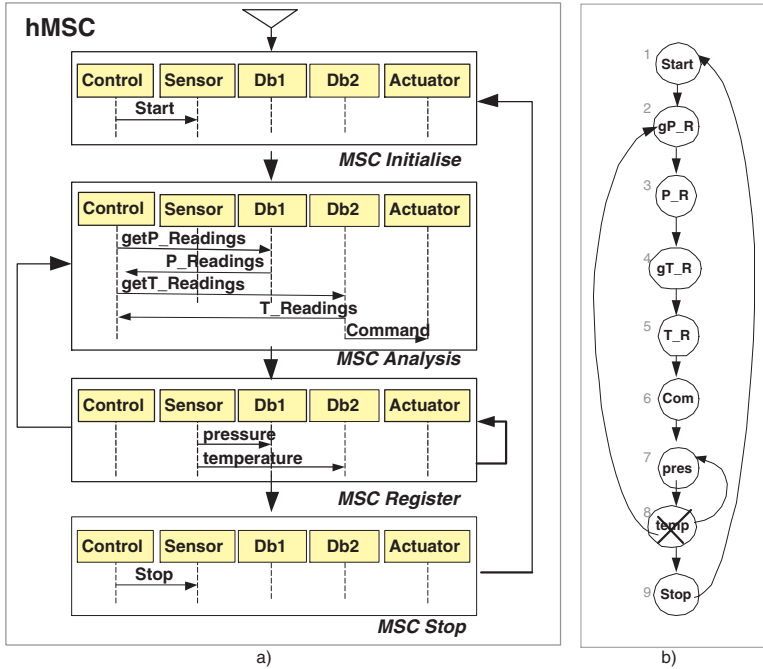 hMSC
Control Sensor Db1 Db2 Actuator
Start
MSC Initialise
Control Sensor Db1 Db2 Actuator
getP_Readings
P_Readings
getT_Readings
T_Readings
Command
MSC Analysis
Control Sensor Db1 Db2 Actuator
pressure
temperature
MSC Register
Control Sensor Db1 Db2 Actuator
Stop
MSC Stop
a)
1 Start
2 gP_R
3 P_R
4 gT_R
5 T_R
6 Com
7 pres
8 temp
9 Stop
b)